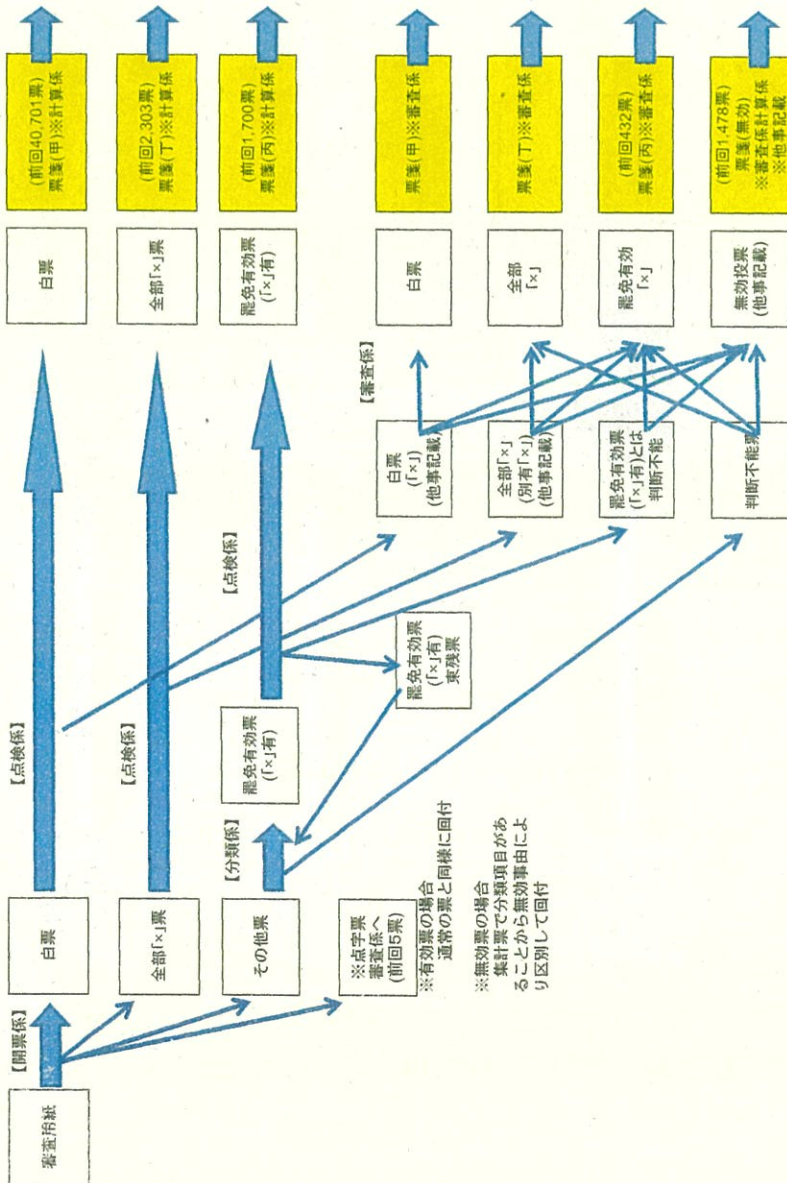 審査用紙
【開票係】
白票
全部「×」票
その他票
※点字票
審査係へ
(前回5票)
※有効票の場合
通常の票と同様に回付
※無効票の場合
集計票で分類項目があ
ることから無効事由によ
り区別して回付
【点検係】
【点検係】
【分類係】
罷免有効票
(「×」有)
【点検係】
罷免有効票
(「×」有)
束残票
【審査係】
白票
(「×」)
(他事記載)
全部「×」
(別有「×」)
(他事記載)
罷免有効票
(「×」有)とは
判断不能
判断不能票
白票
全部「×」票
罷免有効票
(「×」有)
白票
全部
「×」
罷免有効
「×」
無効投票
(他事記載)
(前回40,701票)
票箋(甲)※計算係
(前回2,303票)
票箋(丁)※計算係
(前回1,700票)
票箋(丙)※計算係
票箋(甲)※審査係
票箋(丁)※審査係
(前回432票)
票箋(丙)※審査係
(前回1,478票)
票箋(無効)
※審査係計算係
※他事記載